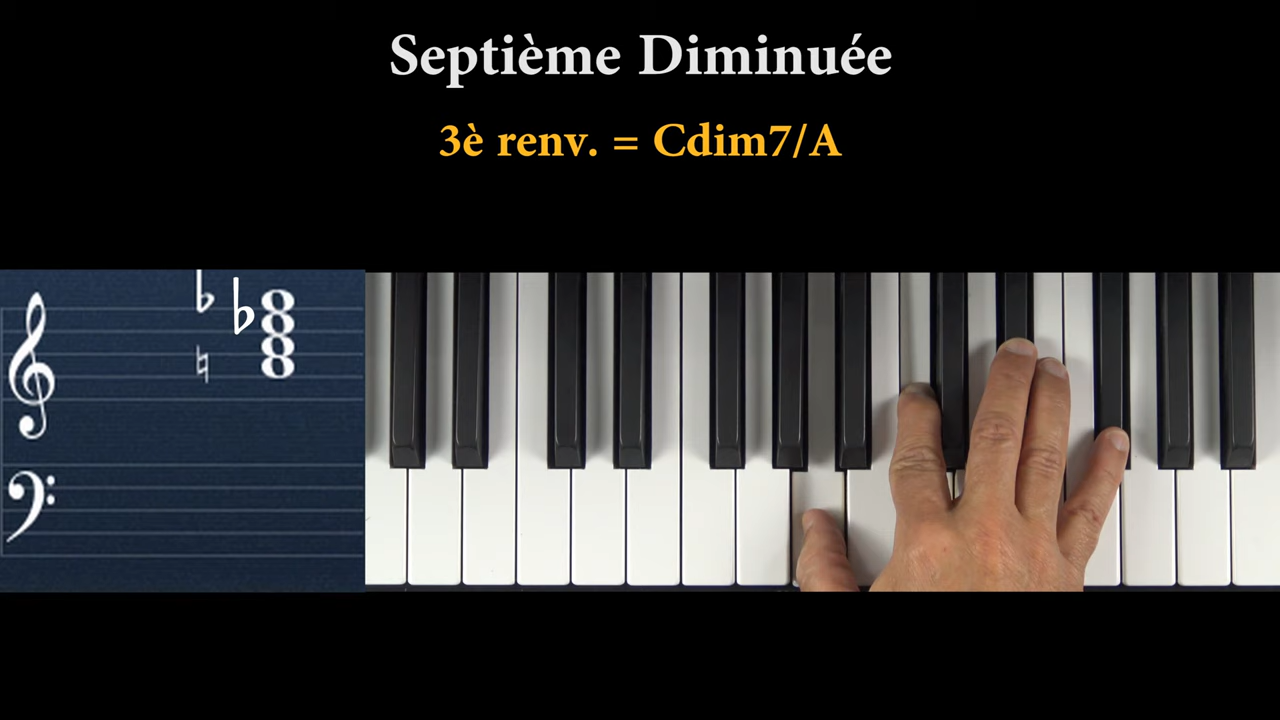 Septième Diminuée
3è renv. = Cdim7/A